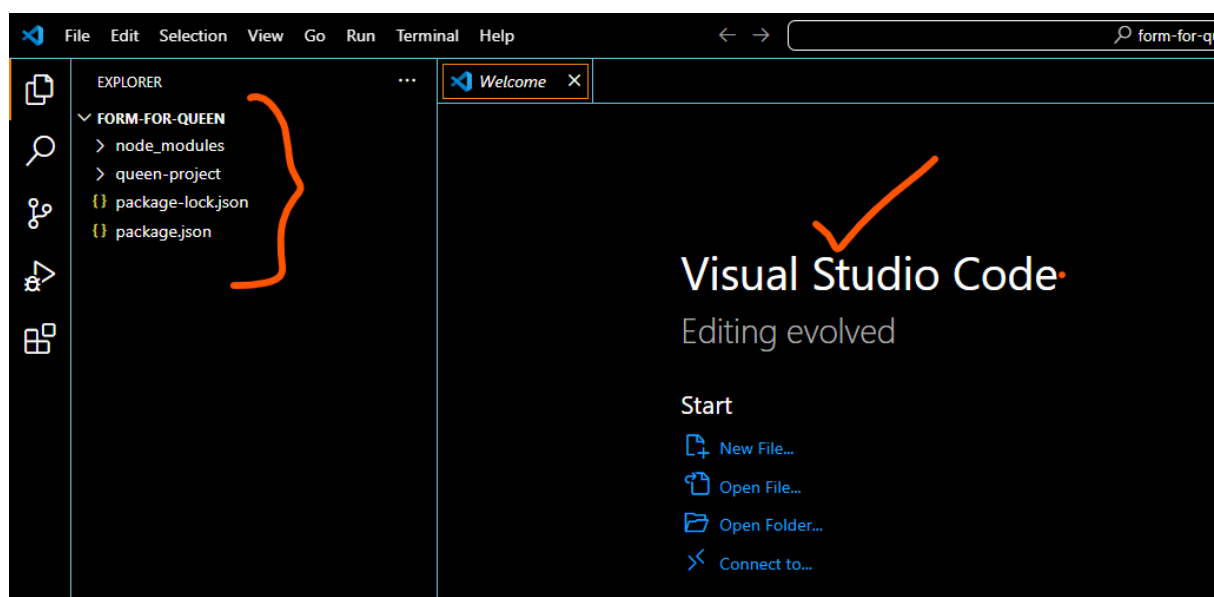 File Edit Selection View Go Run Terminal Help
form-for-qu
EXPLORER
Welcome
FORM-FOR-QUEEN
node_modules
queen-project
{} package-lock.json
{} package.json
Visual Studio Code
Editing evolved
Start
New File...
Open File...
Open Folder...
Connect to...